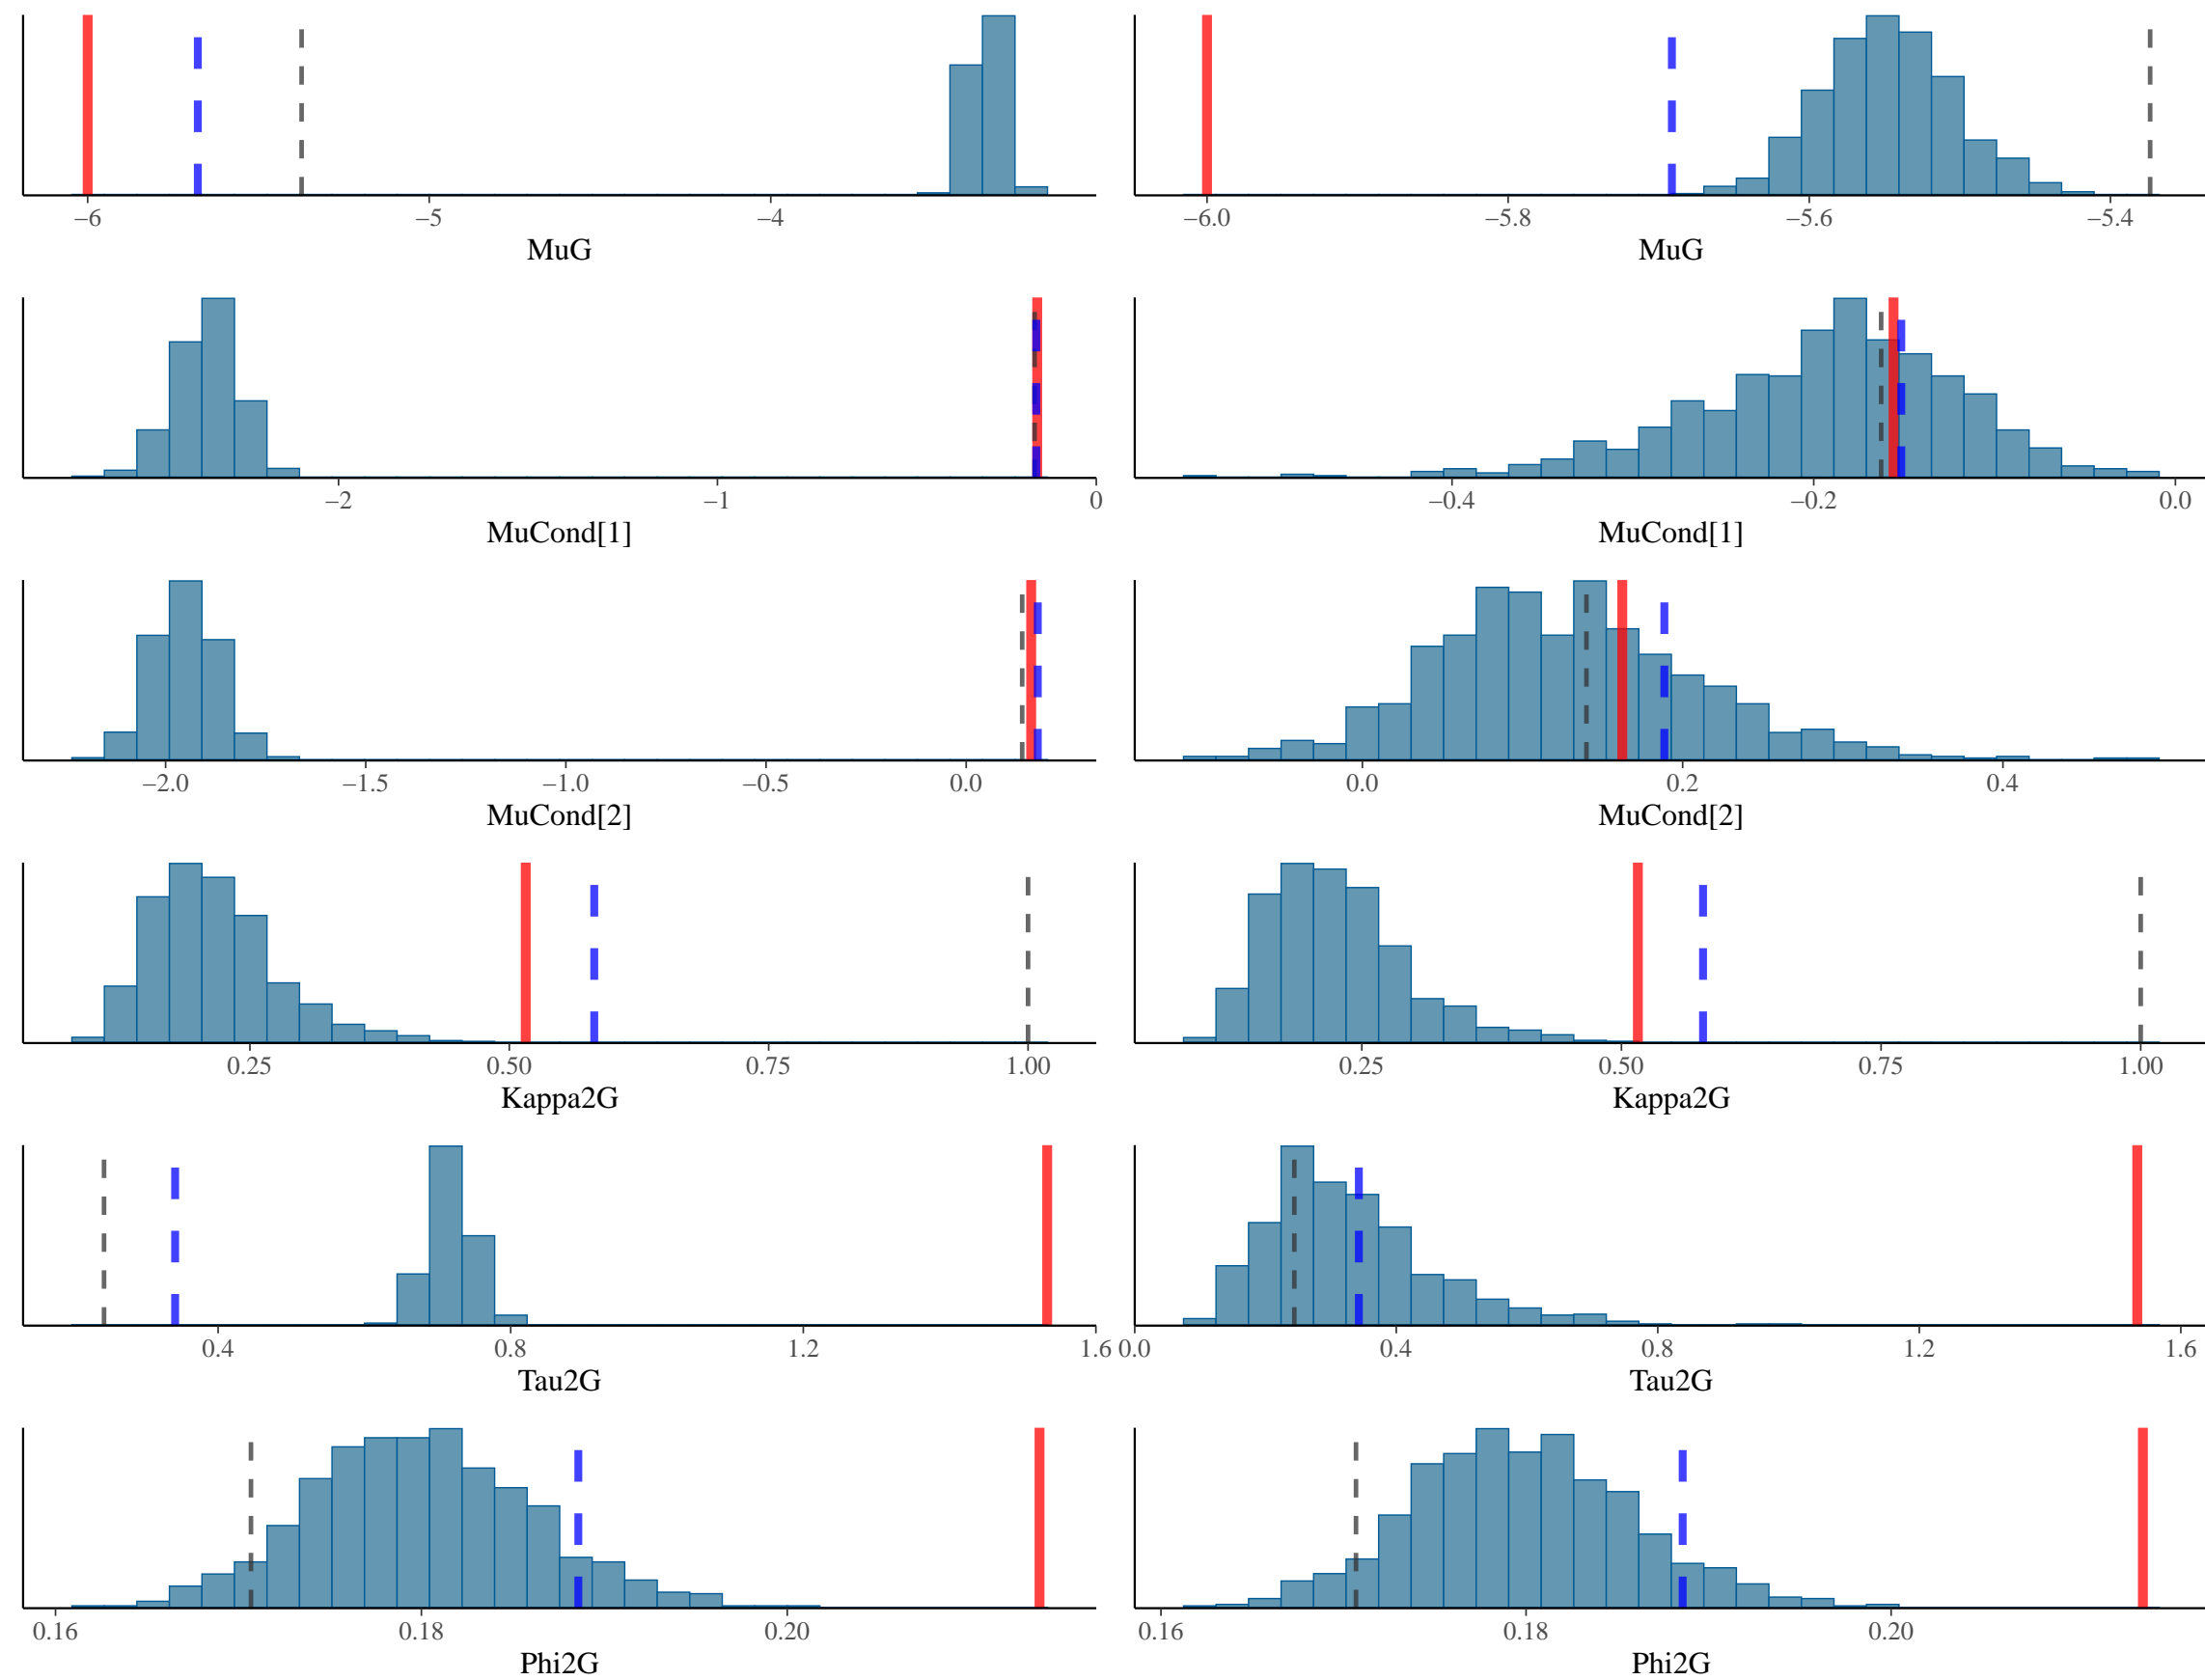 −6 −5 −4 −6.0 −5.8 −5.6 −5.4
MuG MuG
−2 −1 0 −0.4 −0.2 0.0
MuCond[1] MuCond[1]
−2.0 −1.5 −1.0 −0.5 0.0 0.0 0.2 0.4
MuCond[2] MuCond[2]
0.25 0.50 0.75 1.00 0.25 0.50 0.75 1.00
Kappa2G Kappa2G
0.4 0.8 1.2 1.6 0.0 0.4 0.8 1.2 1.6
Tau2G Tau2G
0.16 0.18 0.20 0.16 0.18 0.20
Phi2G Phi2G